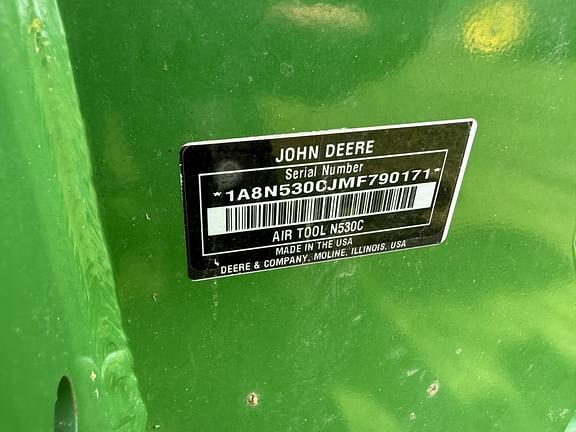 JOHN DEERE
Serial Number
*1A8N530CJMF790171*
AIR TOOL N530C
MADE IN THE USA
DEERE & COMPANY, MOLINE, ILLINOIS, USA